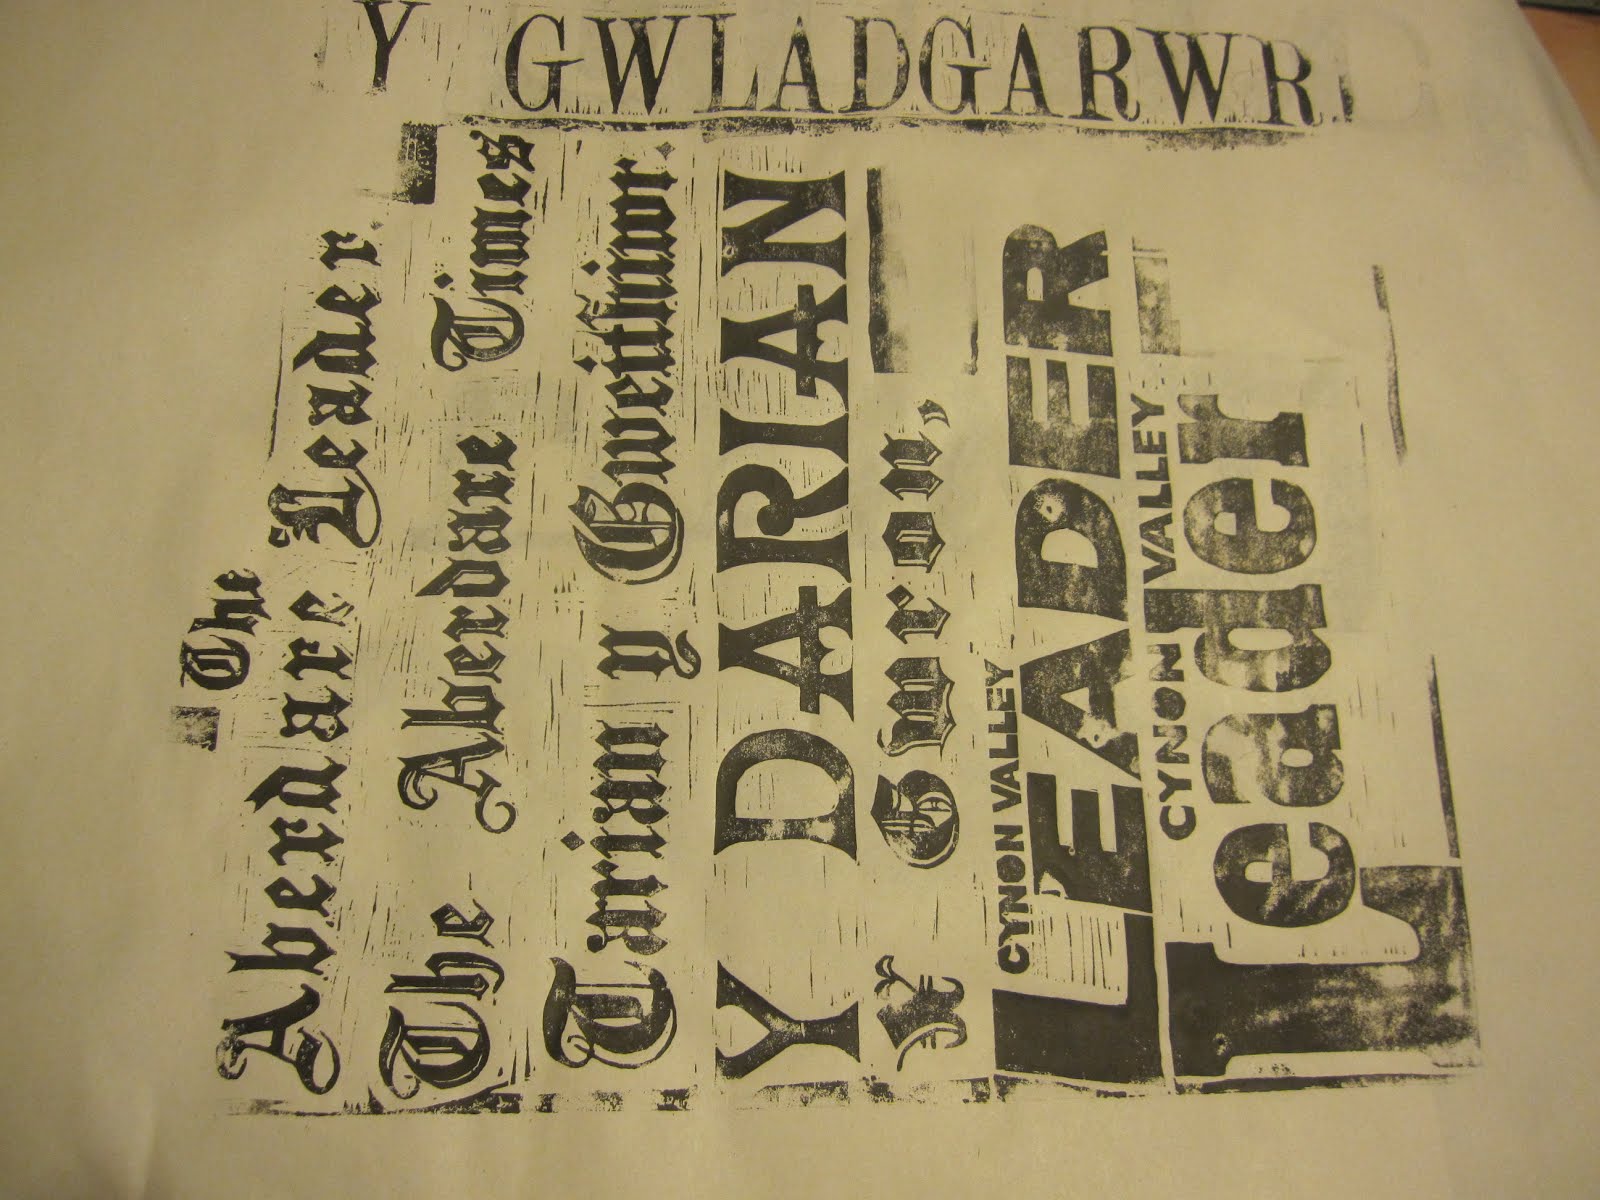 Y GWLADGARWR.
The
Aberdare Leader
The Aberdare Times
Tarian y Gweithiwr.
Y DARIAN
Y Gwron,
CYNON VALLEY
LEADER
CYNON VALLEY
Leader